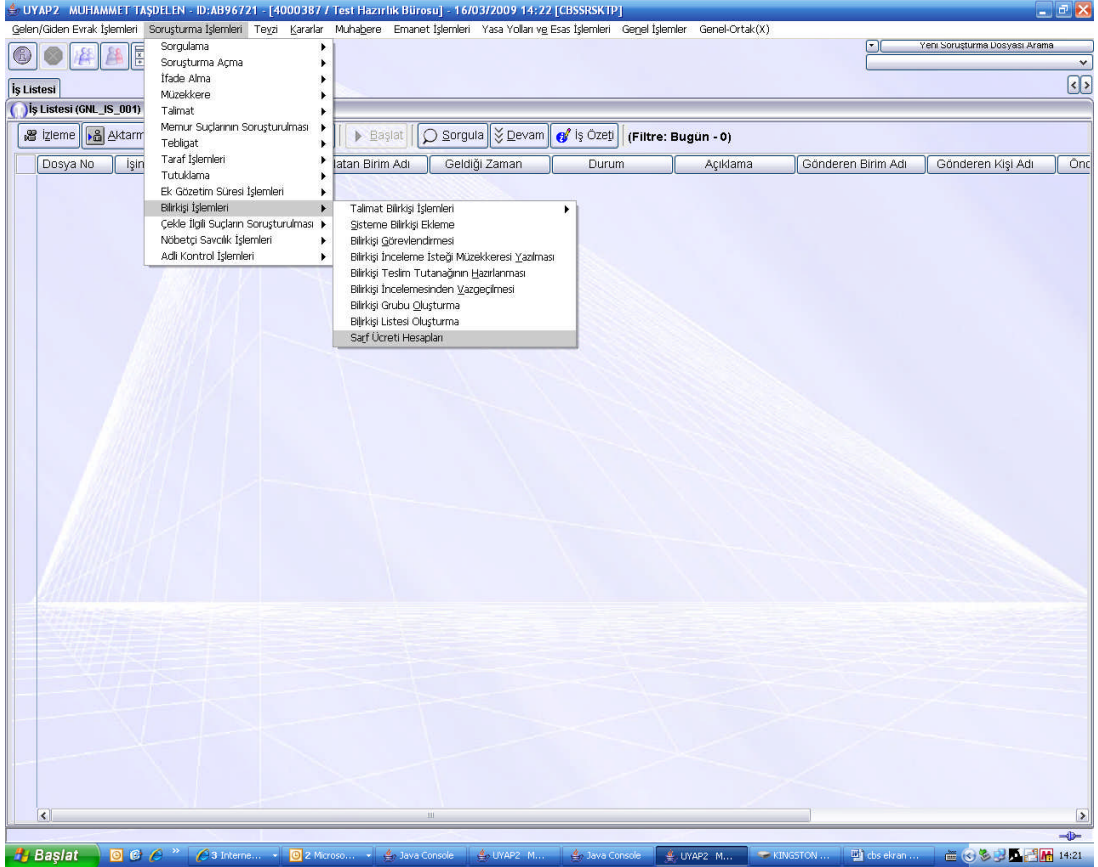 UYAP2 MUHAMMET TAŞDELEN - ID:AB96721 - [4000387 / Test Hazırlık Bürosu] - 16/03/2009 14:22 [CBSSRSKTP]
Gelen/Giden Evrak İşlemleri Soruşturma İşlemleri Tevzi Kararlar Muhabere Emanet İşlemleri Yasa Yolları ve Esas İşlemleri Genel İşlemler Genel-Ortak(X)
Yeni Soruşturma Dosyası Arama
İş Listesi
İş Listesi (GNL_IS_001)
İzleme Aktarm Başlat Sorgula Devam İş Özeti (Filtre: Bugün - 0)
Dosya No İşin latan Birim Adı Geldiği Zaman Durum Açıklama Gönderen Birim Adı Gönderen Kişi Adı Önc
Sorgulama
Soruşturma Açma
İfade Alma
Müzekkere
Talimat
Memur Suçlarının Soruşturulması
Tebligat
Taraf İşlemleri
Tutuklama
Ek Gözetim Süresi İşlemleri
Bilirkişi İşlemleri
Çekle İlgili Suçların Soruşturulması
Nöbetçi Savcılık İşlemleri
Adli Kontrol İşlemleri
Talimat Bilirkişi İşlemleri
Sisteme Bilirkişi Ekleme
Bilirkişi Görevlendirmesi
Bilirkişi İnceleme İsteği Müzekkeresi Yazılması
Bilirkişi Teslim Tutanağının Hazırlanması
Bilirkişi İncelemesinden Vazgeçilmesi
Bilirkişi Grubu Oluşturma
Bilirkişi Listesi Oluşturma
Sarf Ücreti Hesapları
Başlat 3 Interne... 2 Microso... Java Console UYAP2 M... Java Console UYAP2 M... KINGSTON ... cbs ekran ... 14:21